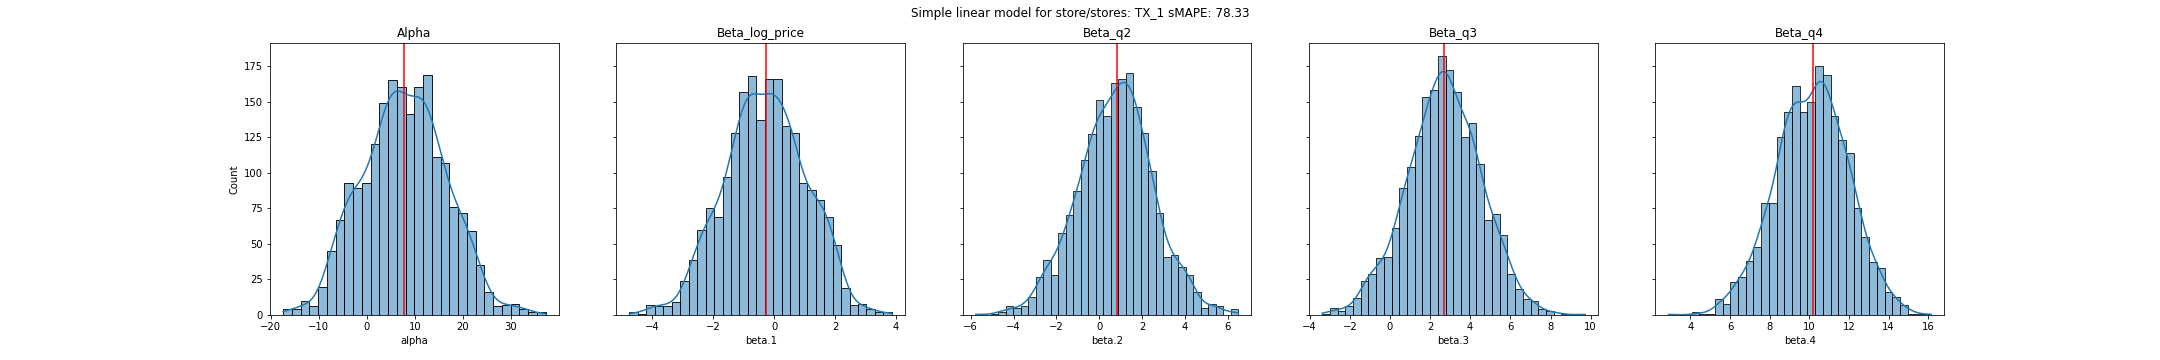 Simple linear model for store/stores: TX_1 sMAPE: 78.33
Alpha
Beta_log_price
Beta_q2
Beta_q3
Beta_q4
Count
175
150
125
100
75
50
25
0
−20 −10 0 10 20 30
alpha
−4 −2 0 2 4
beta.1
−6 −4 −2 0 2 4 6
beta.2
−4 −2 0 2 4 6 8 10
beta.3
4 6 8 10 12 14 16
beta.4